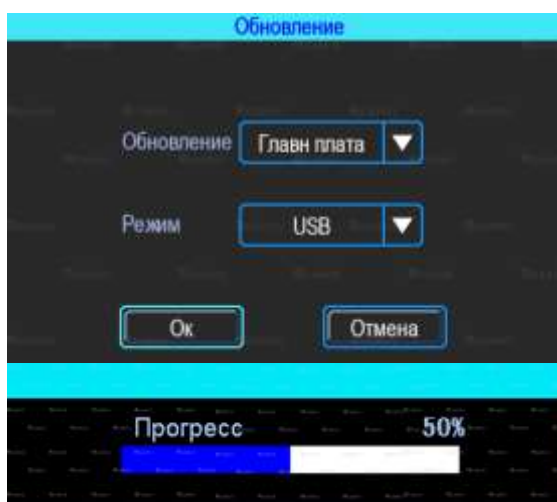 Обновление
Обновление Главн плата
Режим USB
Ок Отмена
Прогресс 50%